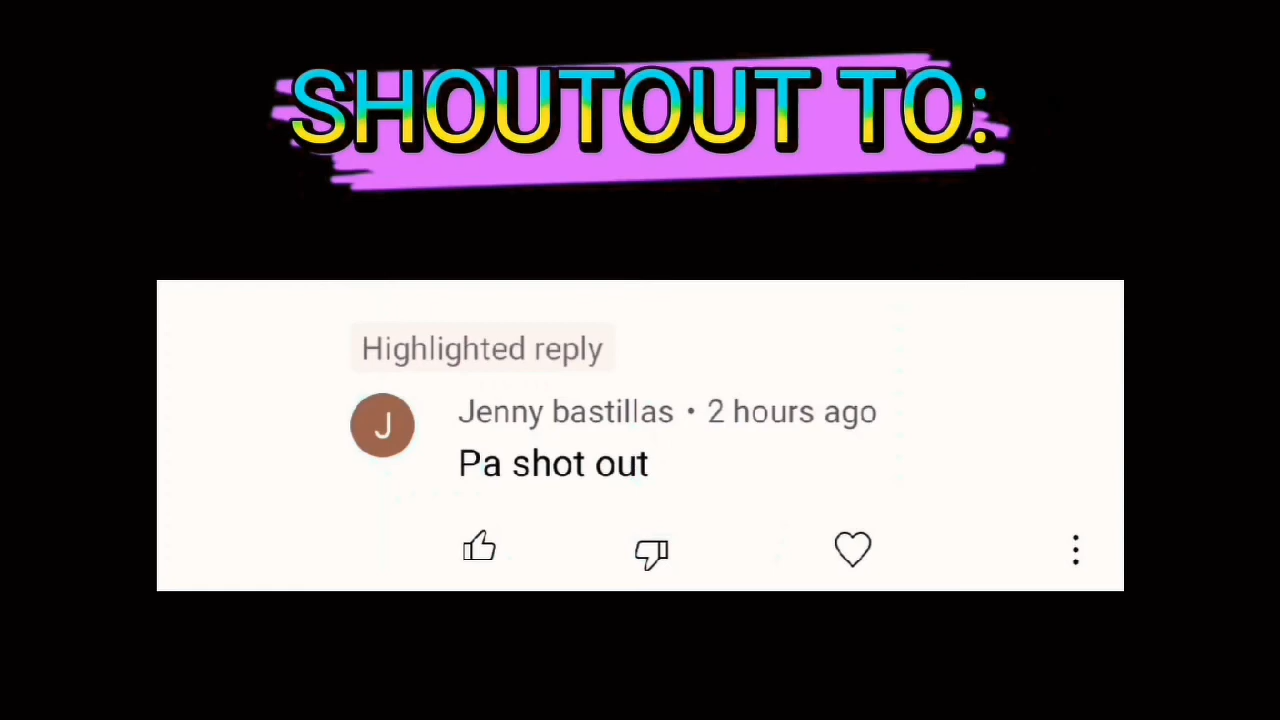 SHOUTOUT TO:
Highlighted reply
J
Jenny bastillas • 2 hours ago
Pa shot out